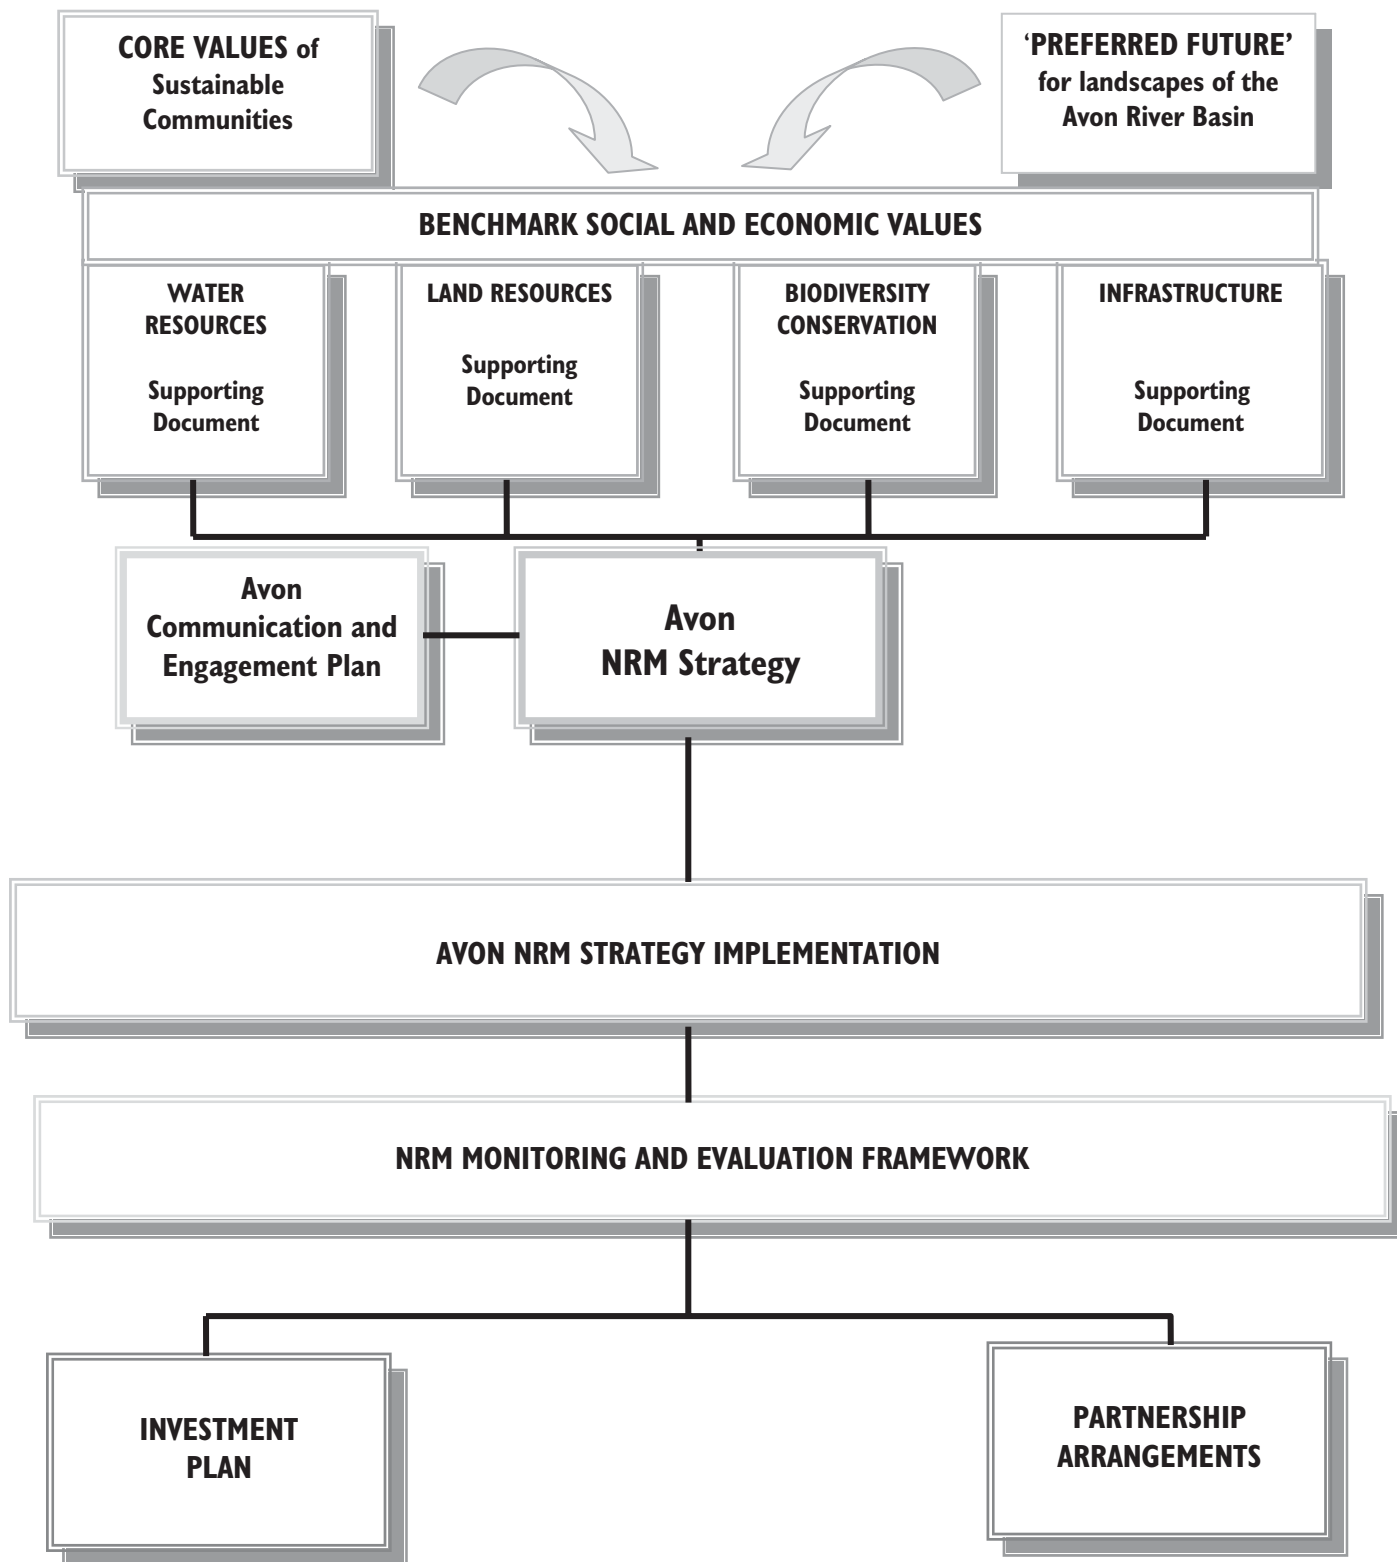 CORE VALUES of
Sustainable
Communities
‘PREFERRED FUTURE’
for landscapes of the
Avon River Basin
BENCHMARK SOCIAL AND ECONOMIC VALUES
WATER
RESOURCES
Supporting
Document
LAND RESOURCES
Supporting
Document
BIODIVERSITY
CONSERVATION
Supporting
Document
INFRASTRUCTURE
Supporting
Document
Avon
Communication and
Engagement Plan
Avon
NRM Strategy
AVON NRM STRATEGY IMPLEMENTATION
NRM MONITORING AND EVALUATION FRAMEWORK
INVESTMENT
PLAN
PARTNERSHIP
ARRANGEMENTS